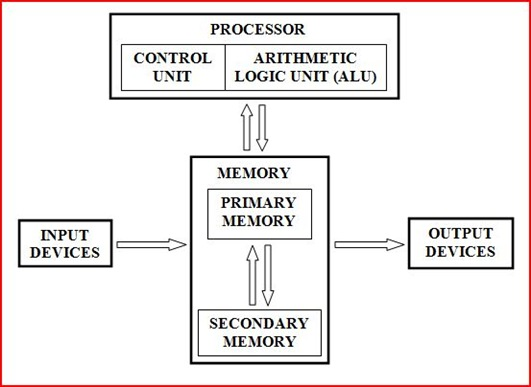 PROCESSOR
CONTROL
UNIT
ARITHMETIC
LOGIC UNIT (ALU)
MEMORY
PRIMARY
MEMORY
INPUT
DEVICES
OUTPUT
DEVICES
SECONDARY
MEMORY